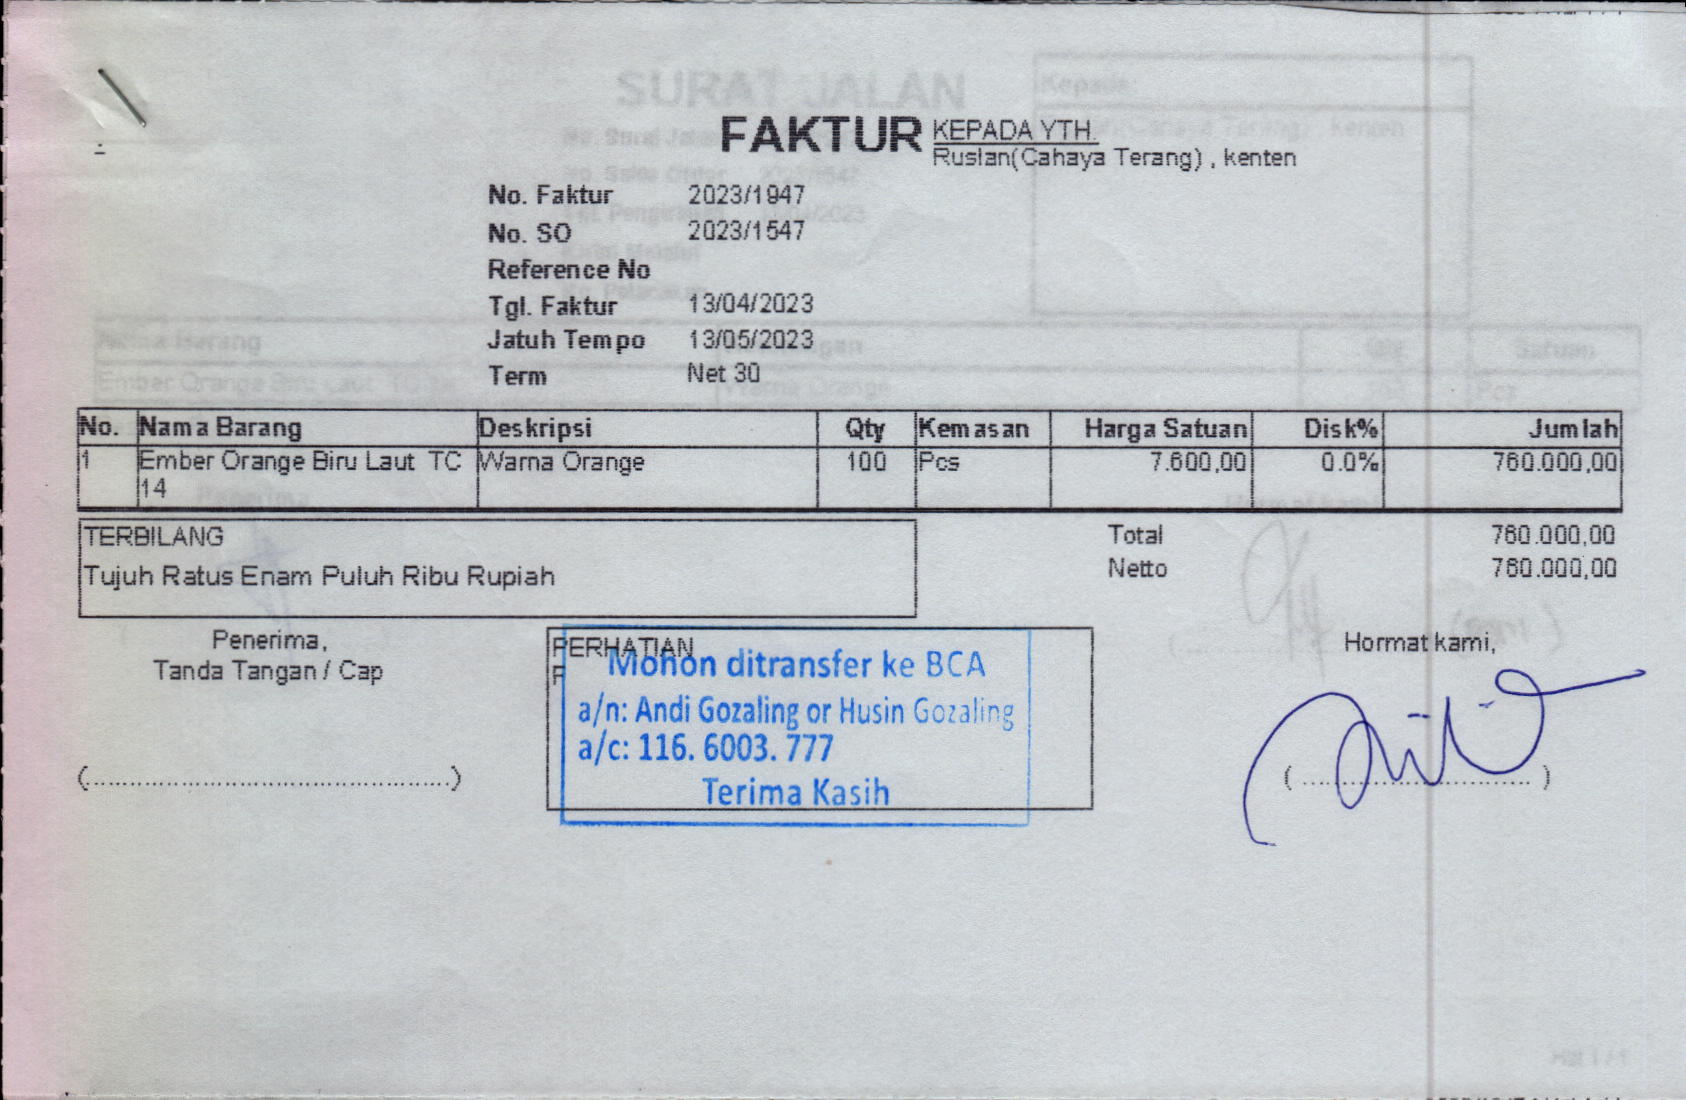 SURAT JALAN
Kepada:
FAKTUR
KEPADA YTH.
Ruslan(Cahaya Terang) , kenten
No. Faktur 2023/1947
No. SO 2023/1547
Reference No
Tgl. Faktur 13/04/2023
Jatuh Tempo 13/05/2023
Term Net 30
No. Nama Barang Deskripsi Qty Kemasan Harga Satuan Disk% Jumlah
1 Ember Orange Biru Laut TC Warna Orange 100 Pcs 7.600,00 0.0% 760.000,00
14
TERBILANG
Tujuh Ratus Enam Puluh Ribu Rupiah
Total 760.000,00
Netto 760.000,00
Penerima,
Tanda Tangan / Cap
PERHATIAN
Mohon ditransfer ke BCA
a/n: Andi Gozaling or Husin Gozaling
a/c: 116. 6003. 777
Terima Kasih
Hormat kami,